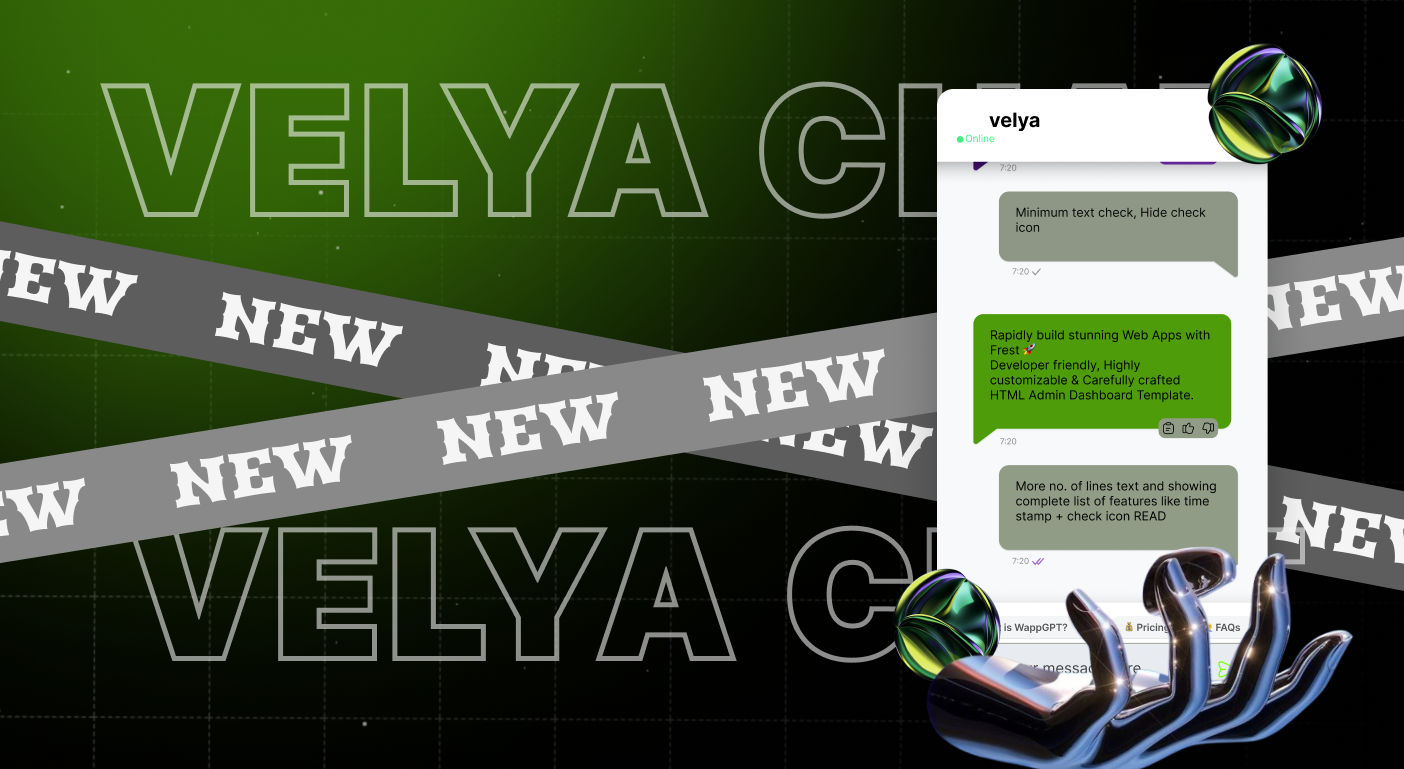 VELYA
velya
Online
7:20
Minimum text check, Hide check
icon
7:20
NEW
NEW
NEW
NEW
Rapidly build stunning Web Apps with
Frest 🚀
Developer friendly, Highly
customizable & Carefully crafted
HTML Admin Dashboard Template.
7:20
NEW
NEW
NEW
NEW
NEW
More no. of lines text and showing
complete list of features like time
stamp + check icon READ
7:20
VELYA
is WappGPT? 💰 Pricing FAQs